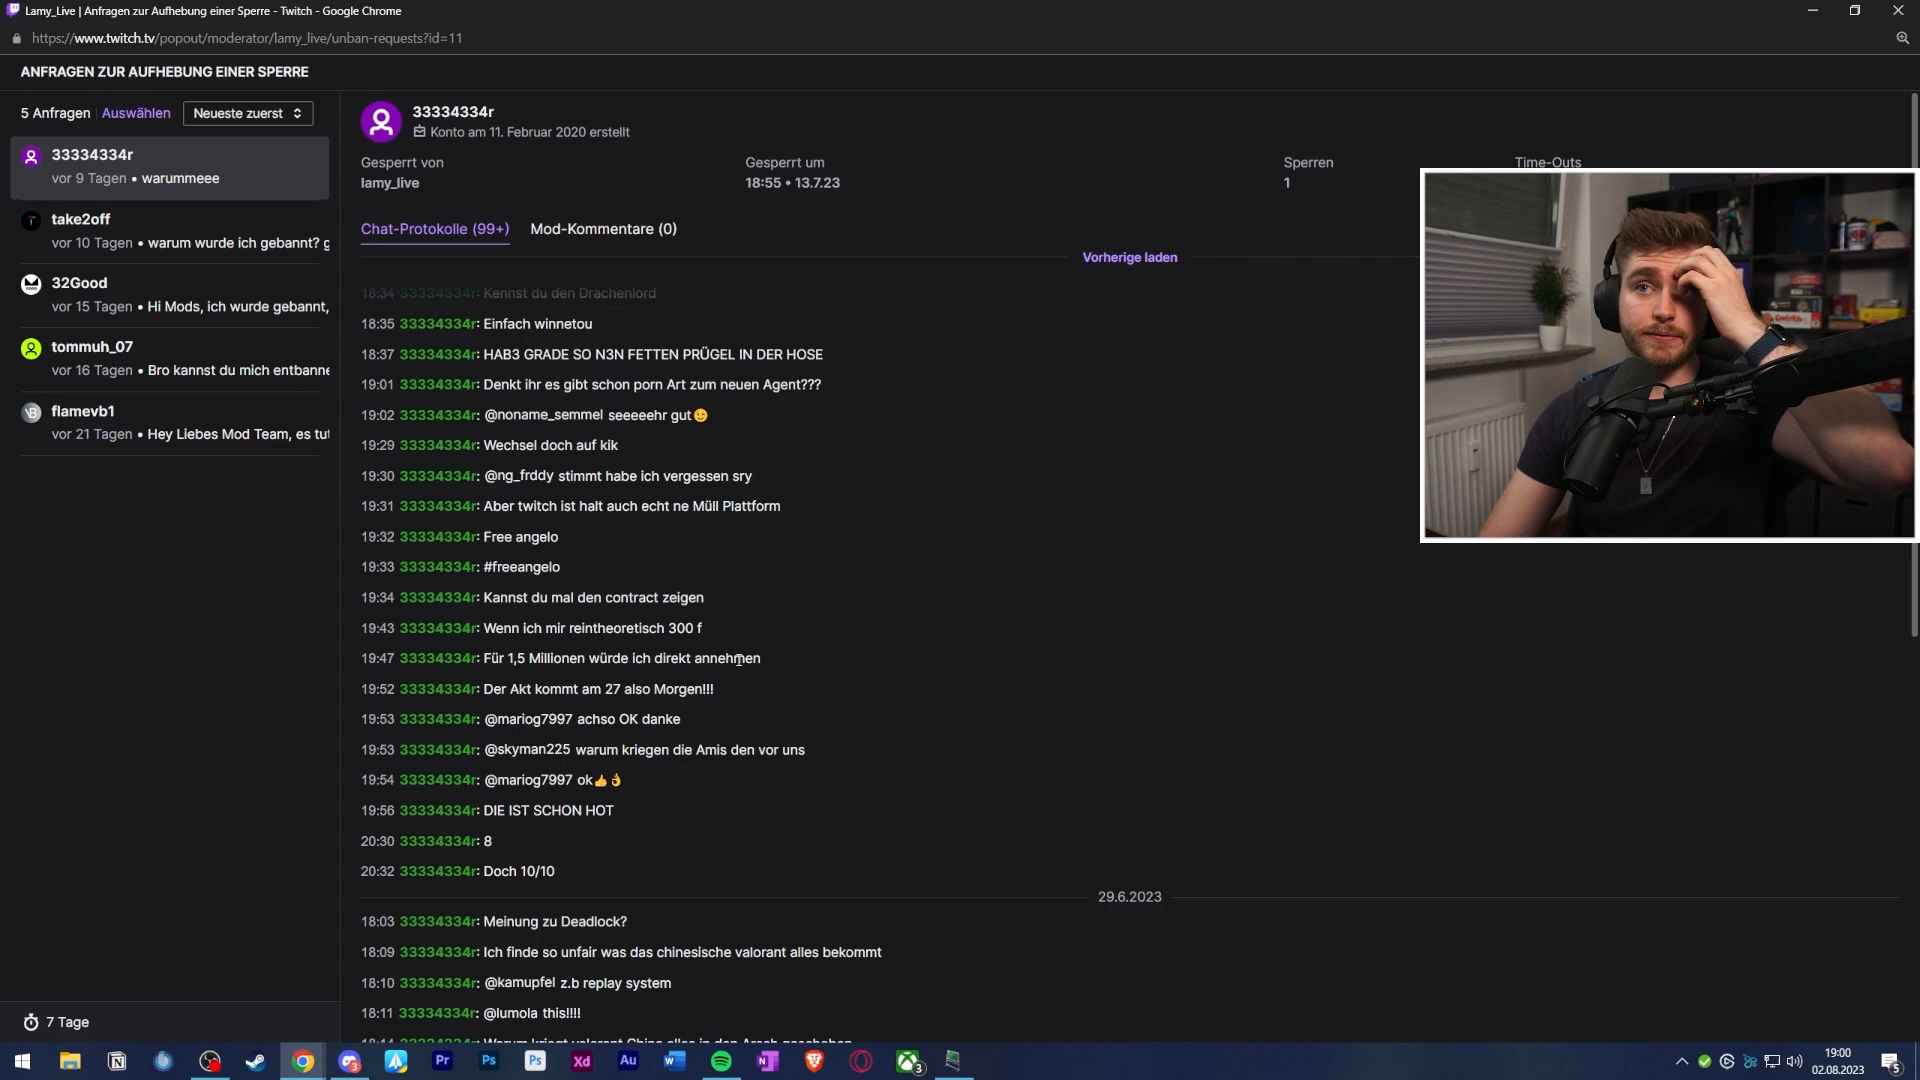 Lamy_Live | Anfragen zur Aufhebung einer Sperre - Twitch - Google Chrome
https://www.twitch.tv/popout/moderator/lamy_live/unban-requests?id=11
ANFRAGEN ZUR AUFHEBUNG EINER SPERRE
5 Anfragen Auswählen Neueste zuerst
33334334r
vor 9 Tagen • warummeee
take2off
vor 10 Tagen • warum wurde ich gebannt? g
32Good
vor 15 Tagen • Hi Mods, ich wurde gebannt,
tommuh_07
vor 16 Tagen • Bro kannst du mich entbanne
flamevb1
vor 21 Tagen • Hey Liebes Mod Team, es tut
7 Tage
33334334r
Konto am 11. Februar 2020 erstellt
Gesperrt von Gesperrt um Sperren Time-Outs
lamy_live 18:55 • 13.7.23 1
Chat-Protokolle (99+) Mod-Kommentare (0)
Vorherige laden
18:34 33334334r: Kennst du den Drachenlord
18:35 33334334r: Einfach winnetou
18:37 33334334r: HAB3 GRADE SO N3N FETTEN PRÜGEL IN DER HOSE
19:01 33334334r: Denkt ihr es gibt schon porn Art zum neuen Agent???
19:02 33334334r: @noname_semmel seeeeehr gut😉
19:29 33334334r: Wechsel doch auf kik
19:30 33334334r: @ng_frddy stimmt habe ich vergessen sry
19:31 33334334r: Aber twitch ist halt auch echt ne Müll Plattform
19:32 33334334r: Free angelo
19:33 33334334r: #freeangelo
19:34 33334334r: Kannst du mal den contract zeigen
19:43 33334334r: Wenn ich mir reintheoretisch 300 f
19:47 33334334r: Für 1,5 Millionen würde ich direkt annehmen
19:52 33334334r: Der Akt kommt am 27 also Morgen!!!
19:53 33334334r: @mariog7997 achso OK danke
19:53 33334334r: @skyman225 warum kriegen die Amis den vor uns
19:54 33334334r: @mariog7997 ok👍👌
19:56 33334334r: DIE IST SCHON HOT
20:30 33334334r: 8
20:32 33334334r: Doch 10/10
29.6.2023
18:03 33334334r: Meinung zu Deadlock?
18:09 33334334r: Ich finde so unfair was das chinesische valorant alles bekommt
18:10 33334334r: @kamupfel z.b replay system
18:11 33334334r: @lumola this!!!!
Pr Ps Ps Xd Au
19:00
02.08.2023